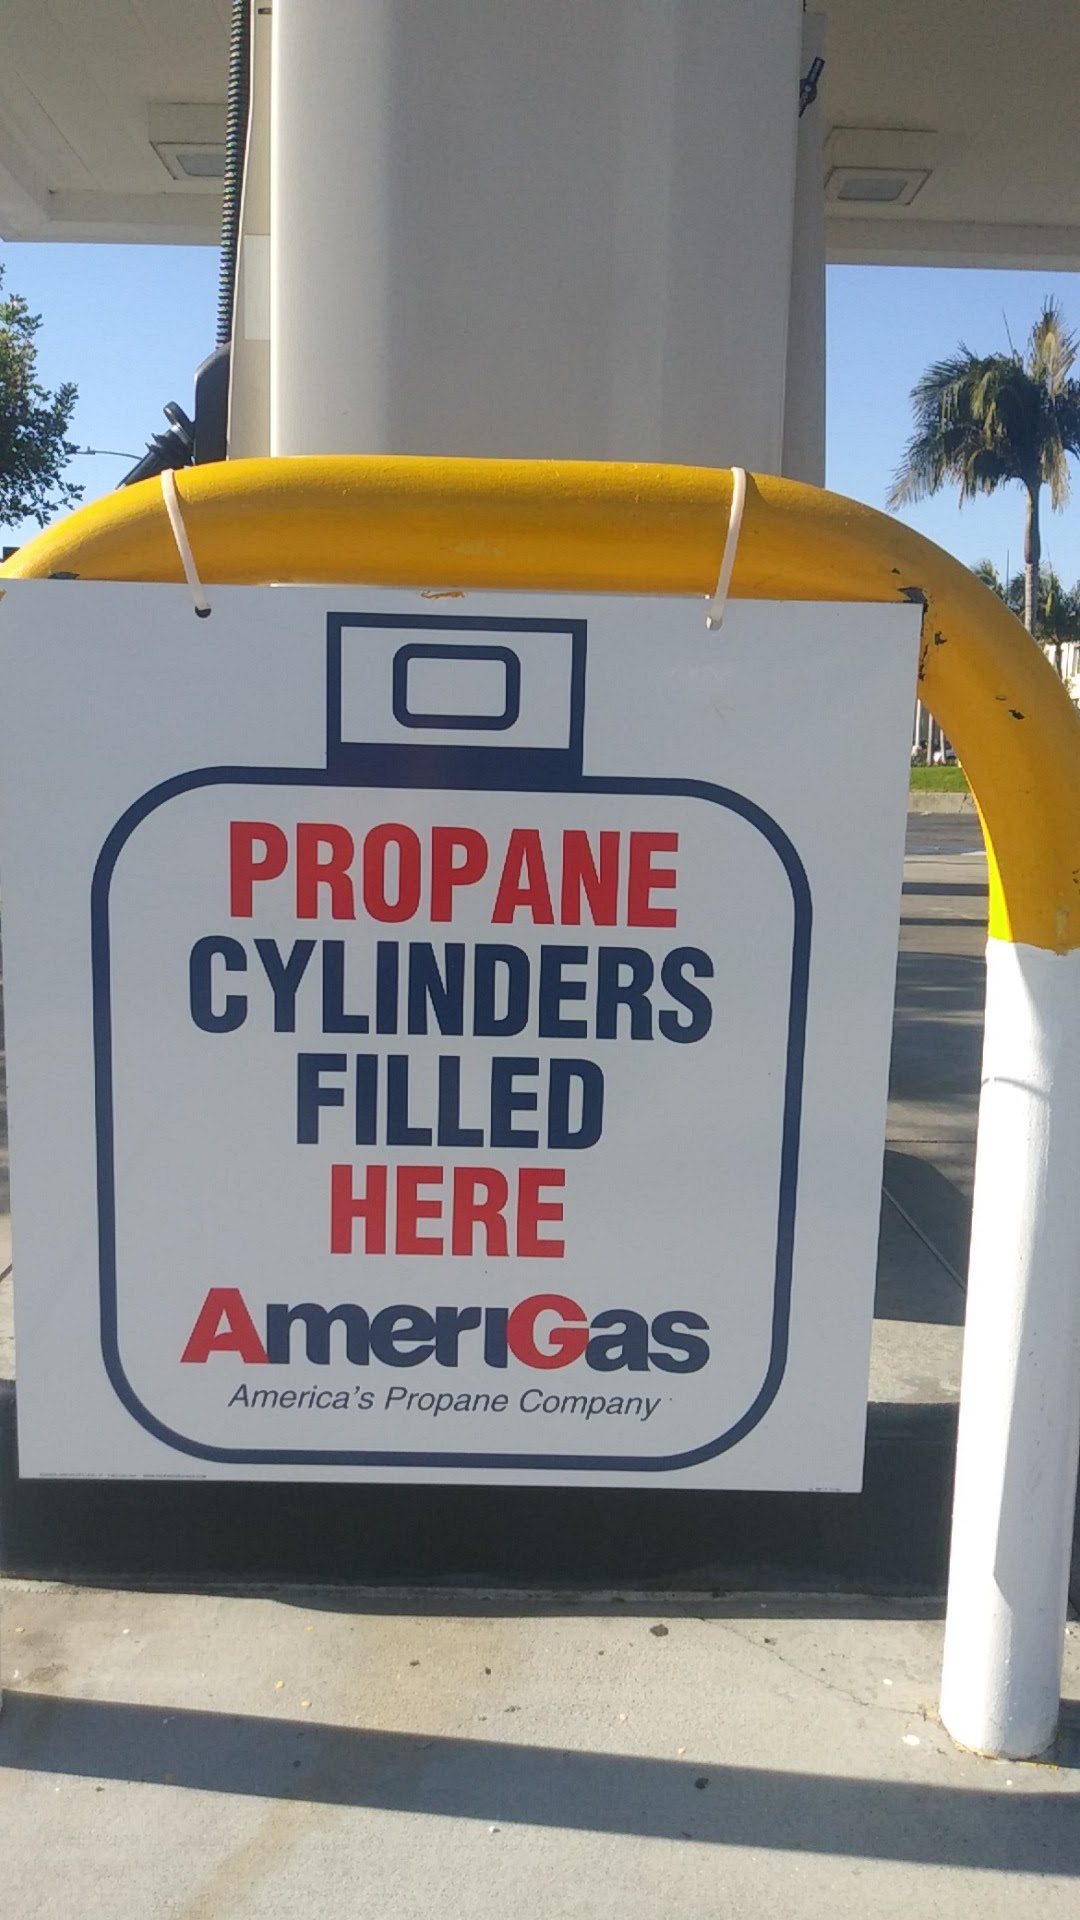 PROPANE
CYLINDERS
FILLED
HERE
AmeriGas
America's Propane Company